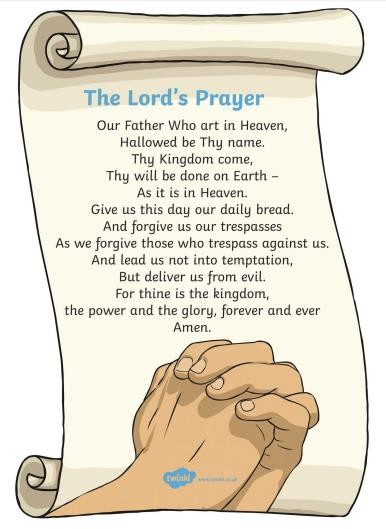 The Lord's Prayer
Our Father Who art in Heaven,
Hallowed be Thy name.
Thy Kingdom come,
Thy will be done on Earth –
As it is in Heaven.
Give us this day our daily bread.
And forgive us our trespasses
As we forgive those who trespass against us.
And lead us not into temptation,
But deliver us from evil.
For thine is the kingdom,
the power and the glory, forever and ever
Amen.
twinkl www.twinkl.co.uk